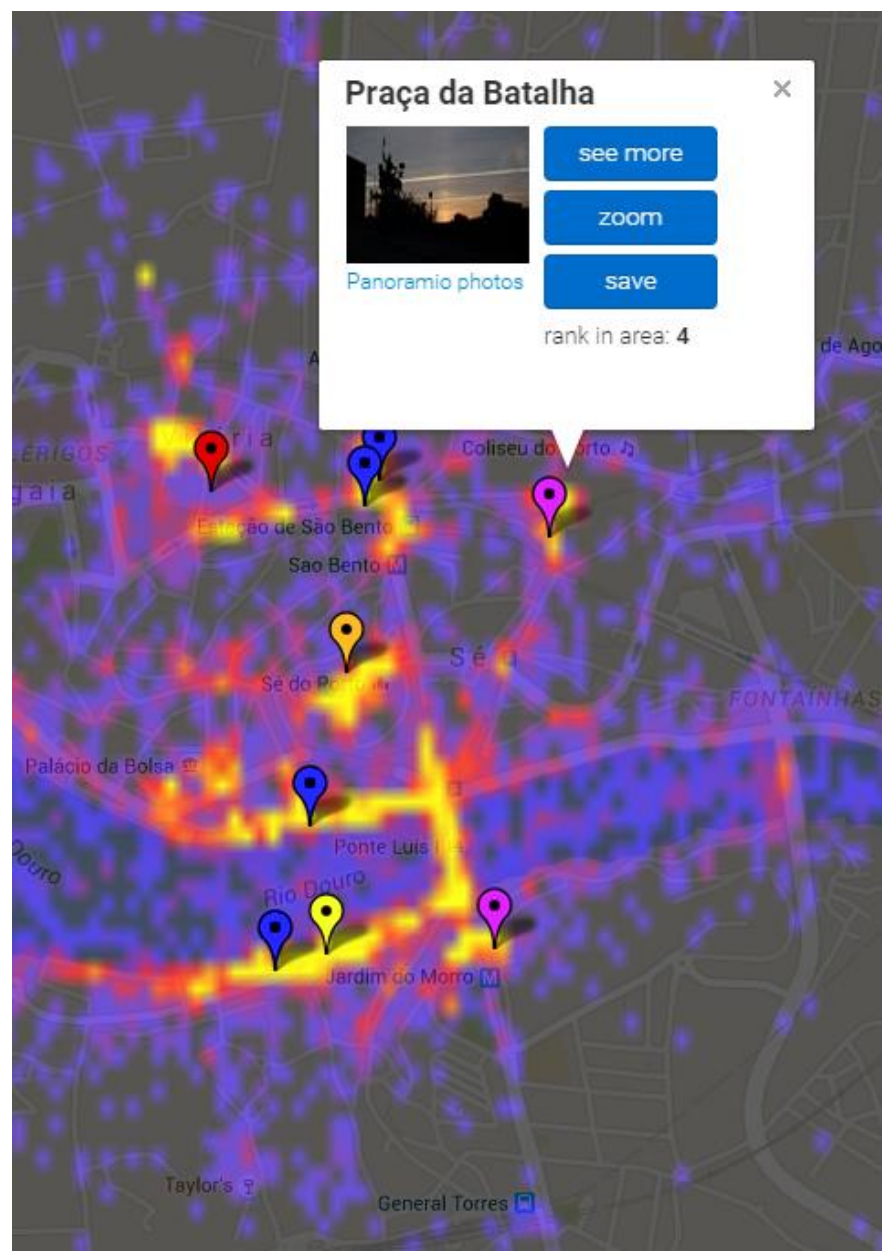 Praça da Batalha
×
see more
zoom
save
Panoramio photos
rank in area: 4
A
de Ago
Coliseu do Porto
gaia
Estação de São Bento
Sao Bento M
Sé
Sé do Porto
FONTAINHAS
Palácio da Bolsa
Ponte Luis I
Douro
Rio Douro
Jardim do Morro M
Taylor's
General Torres